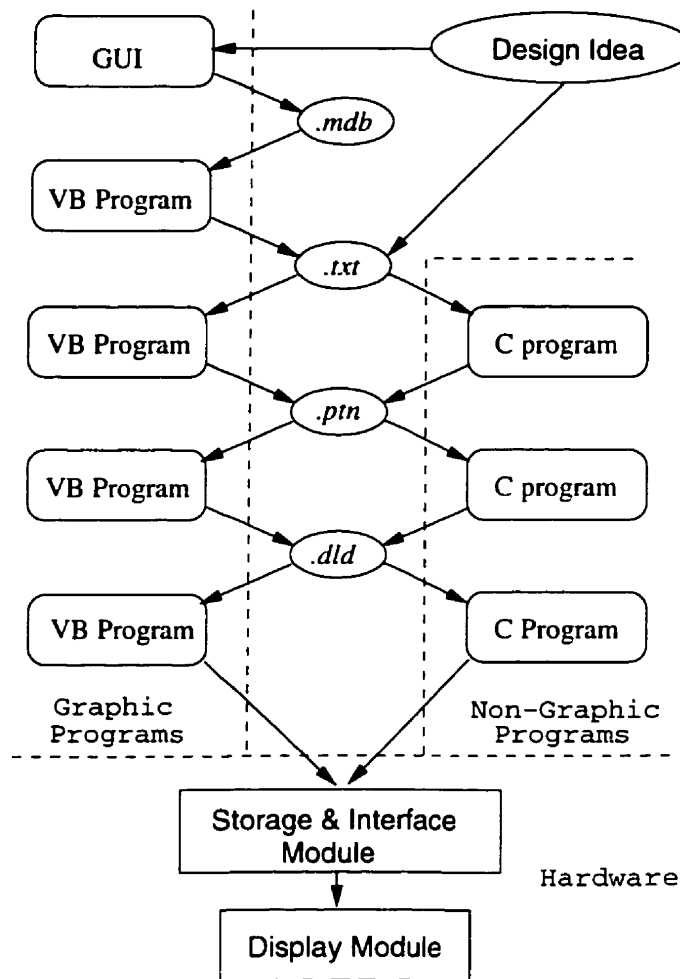 GUI
Design Idea
.mdb
VB Program
.txt
VB Program
C program
.ptn
VB Program
C program
.dld
VB Program
C Program
Graphic
Programs
Non-Graphic
Programs
Storage & Interface
Module
Hardware
Display Module